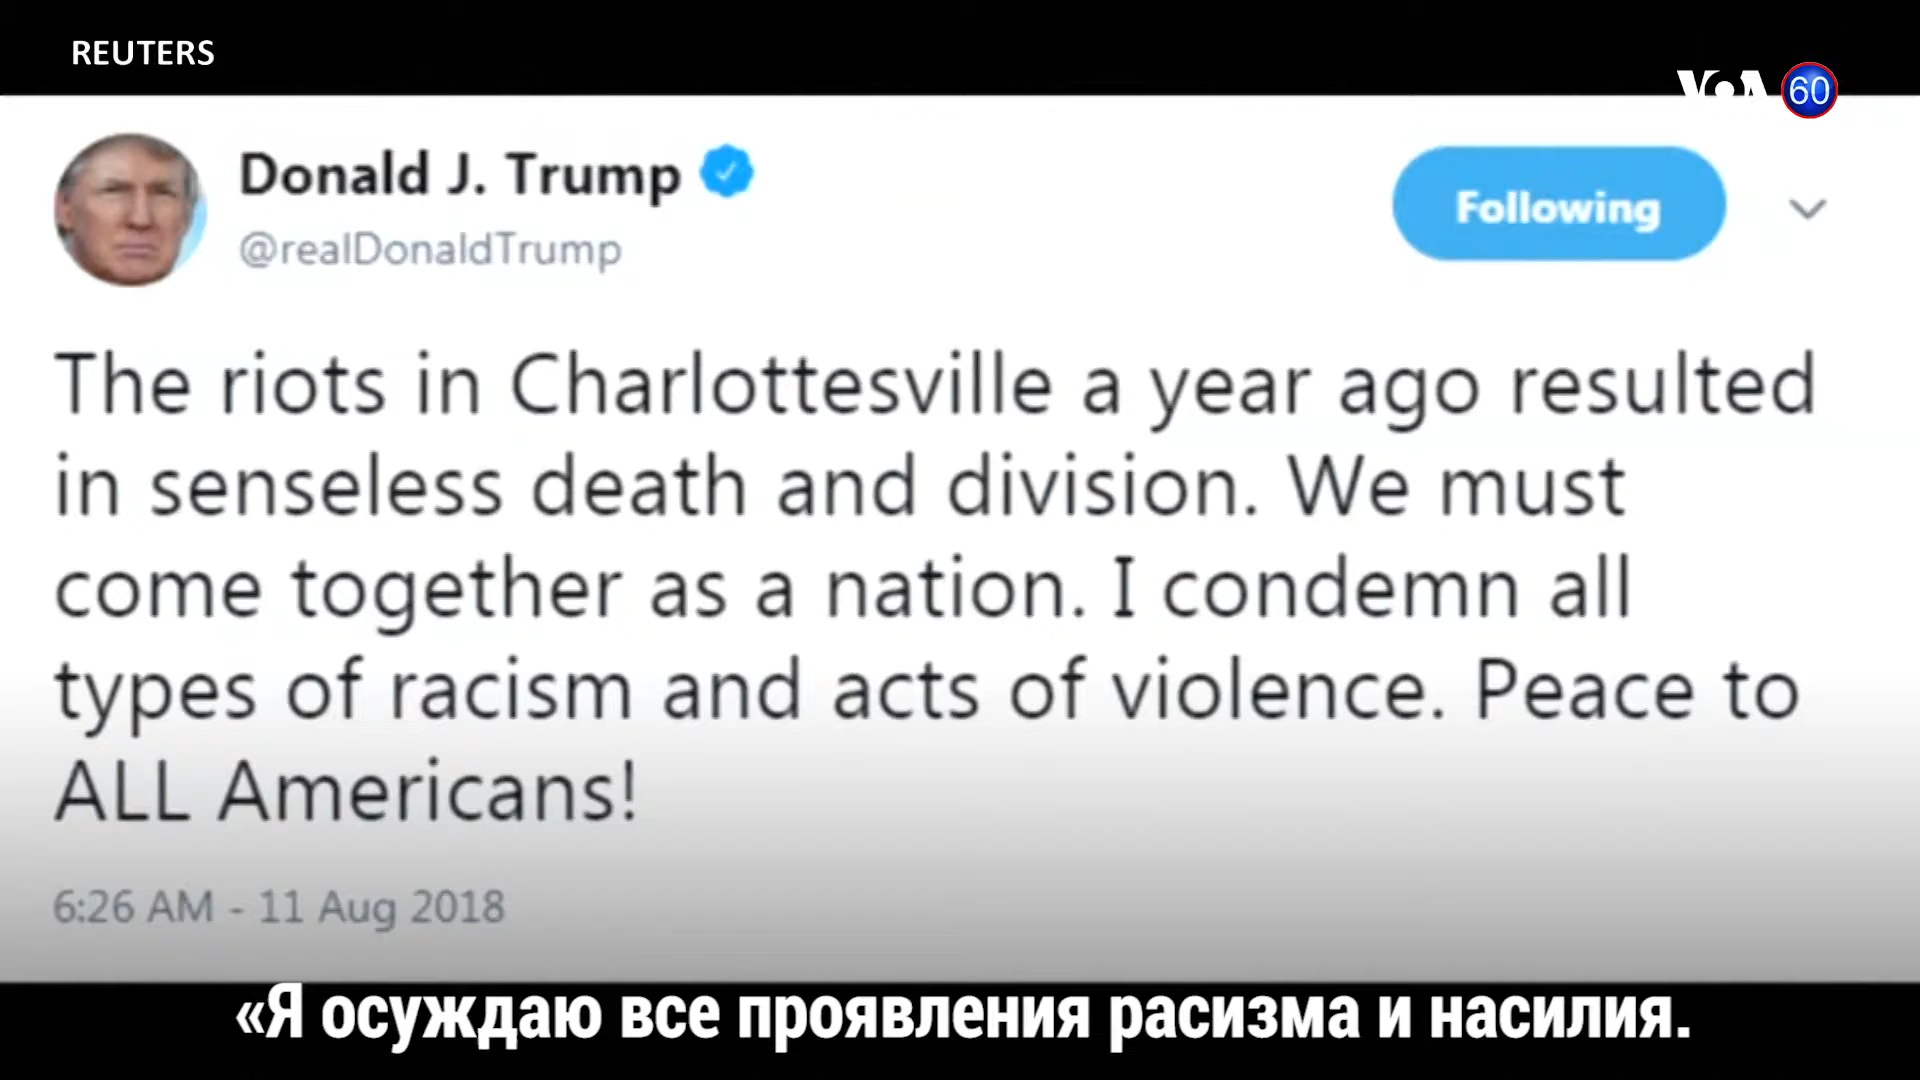 REUTERS
VOA 60
Donald J. Trump
@realDonaldTrump
Following
The riots in Charlottesville a year ago resulted
in senseless death and division. We must
come together as a nation. I condemn all
types of racism and acts of violence. Peace to
ALL Americans!
6:26 AM - 11 Aug 2018
«Я осуждаю все проявления расизма и насилия.